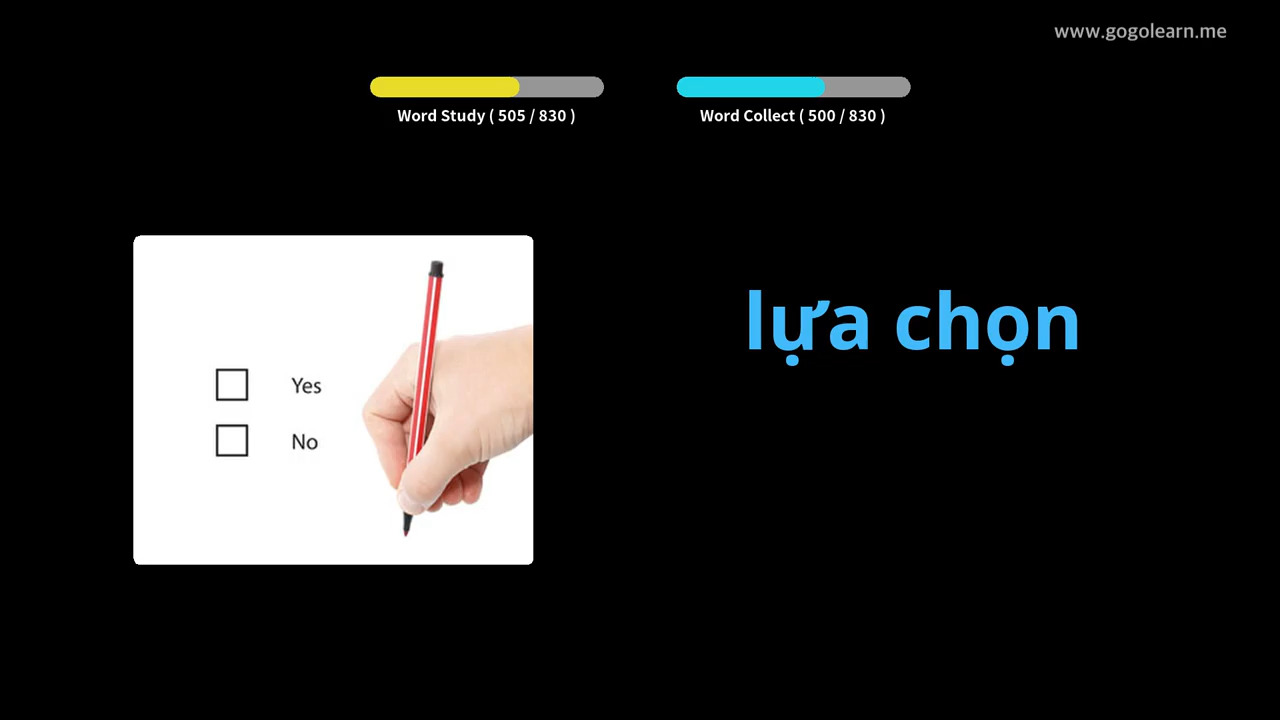 www.gogolearn.me
Word Study ( 505 / 830 )
Word Collect ( 500 / 830 )
lựa chọn
Yes
No